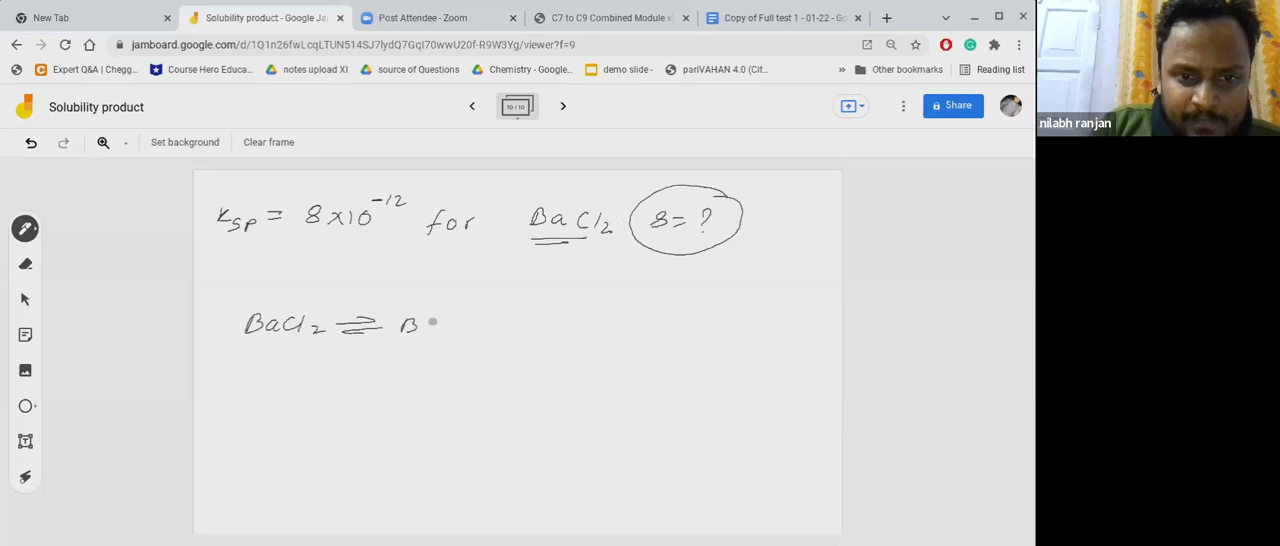 New Tab
Solubility product - Google Jar
Post Attendee - Zoom
C7 to C9 Combined Module v
Copy of Full test 1 - 01-22 - Go
jamboard.google.com/d/1Q1n26fwLcqLTUN514SJ7lydQ7GqI70wwU20f-R9W3Yg/viewer?f=9
Expert Q&A | Chegg...
Course Hero Educa...
notes upload XI
source of Questions
Chemistry - Google...
demo slide -
pariVAHAN 4.0 (Cit...
»
Other bookmarks
Reading list
Solubility product
10 / 10
Share
Set background
Clear frame
nilabh ranjan
Ksp = 8×10⁻¹² for BaCl₂ s = ?
BaCl₂ ⇌ B